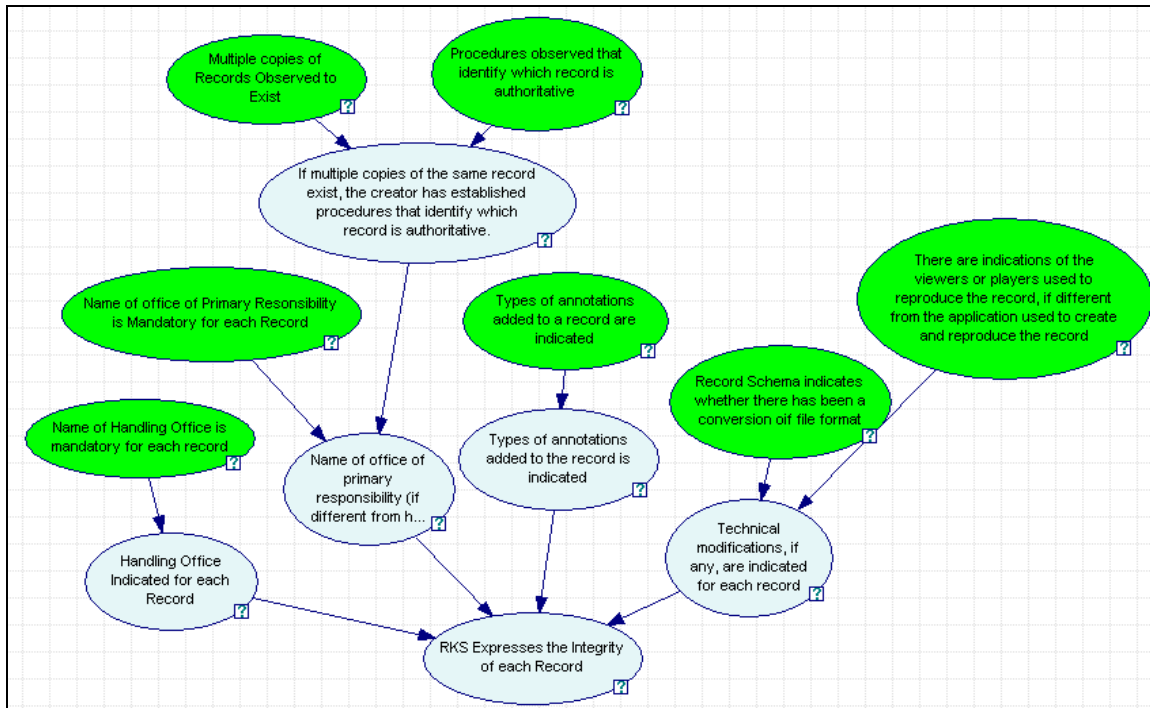 Multiple copies of
Records Observed to
Exist
?
Procedures observed that
identify which record is
authoritative
?
If multiple copies of the same record
exist, the creator has established
procedures that identify which
record is authoritative.
?
There are indications of the
viewers or players used to
reproduce the record, if different
from the application used to create
and reproduce the record
?
Name of office of Primary Resonsibility
is Mandatory for each Record
?
Types of annotations
added to a record are
indicated
?
Record Schema indicates
whether there has been a
conversion oif file format
?
Name of Handling Office is
mandatory for each record
?
Name of office of
primary
responsibility (if
different from h...
?
Types of annotations
added to the record is
indicated
?
Technical
modifications, if
any, are indicated
for each record
?
Handling Office
Indicated for each
Record
?
RKS Expresses the Integrity
of each Record
?